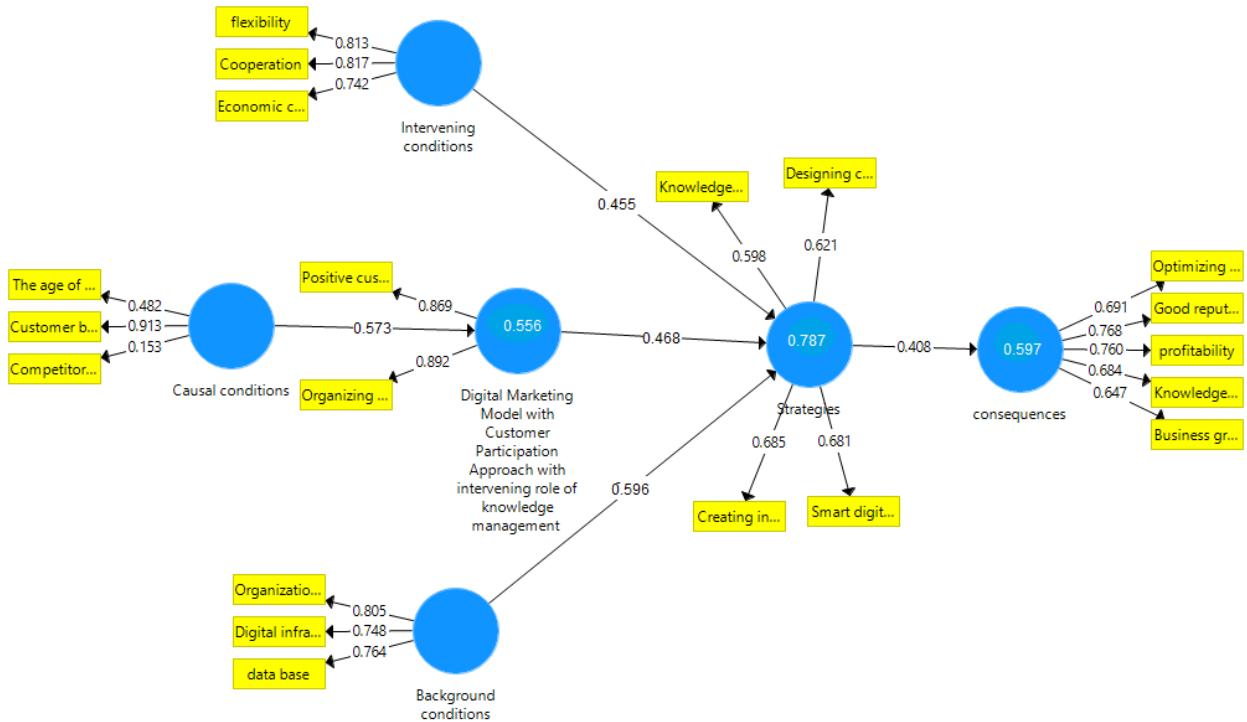 flexibility
0.813
Cooperation
0.817
Economic c...
0.742
Intervening
conditions
0.455
Knowledge...
Designing c...
0.598
0.621
The age of ...
0.482
Customer b...
0.913
Competitor...
0.153
Causal conditions
0.573
Positive cus...
0.869
Organizing ...
0.892
0.556
Digital Marketing
Model with
Customer
Participation
Approach with
intervening role of
knowledge
management
0.468
0.787
Strategies
0.408
0.597
consequences
Optimizing ...
0.691
Good reput...
0.768
profitability
0.760
Knowledge...
0.684
Business gr...
0.647
0.685
0.681
Creating in...
Smart digit...
0.596
Organizatio...
0.805
Digital infra...
0.748
data base
0.764
Background
conditions